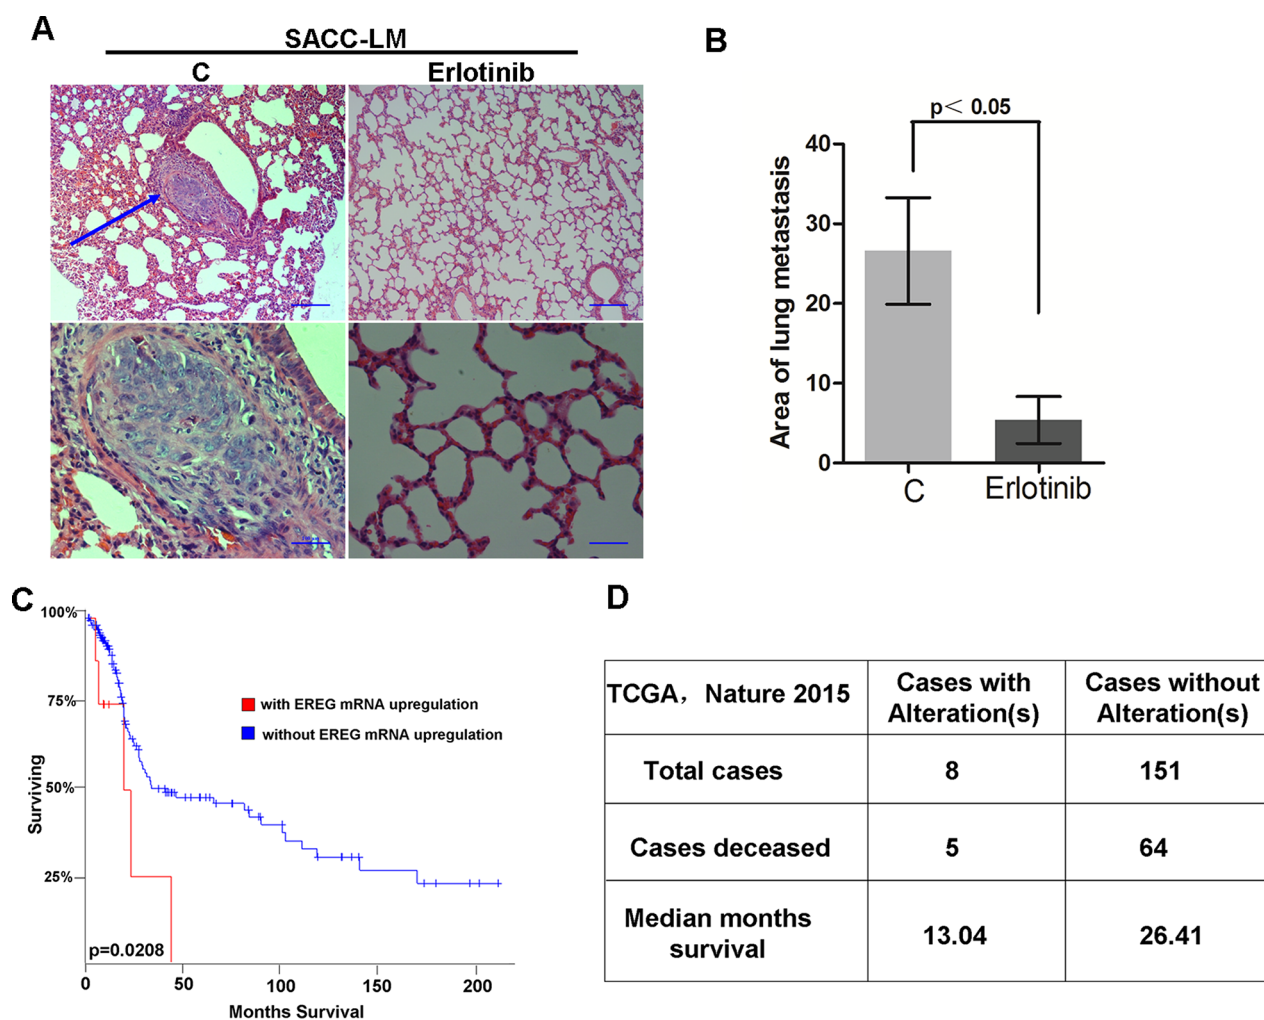 A
SACC-LM
C
Erlotinib
B
p< 0.05
40
30
20
10
0
Area of lung metastasis
C
Erlotinib
C
100%
75%
50%
25%
Surviving
with EREG mRNA upregulation
without EREG mRNA upregulation
p=0.0208
0
50
100
150
200
Months Survival
D
TCGA, Nature 2015
Cases with
Alteration(s)
Cases without
Alteration(s)
Total cases
8
151
Cases deceased
5
64
Median months
survival
13.04
26.41